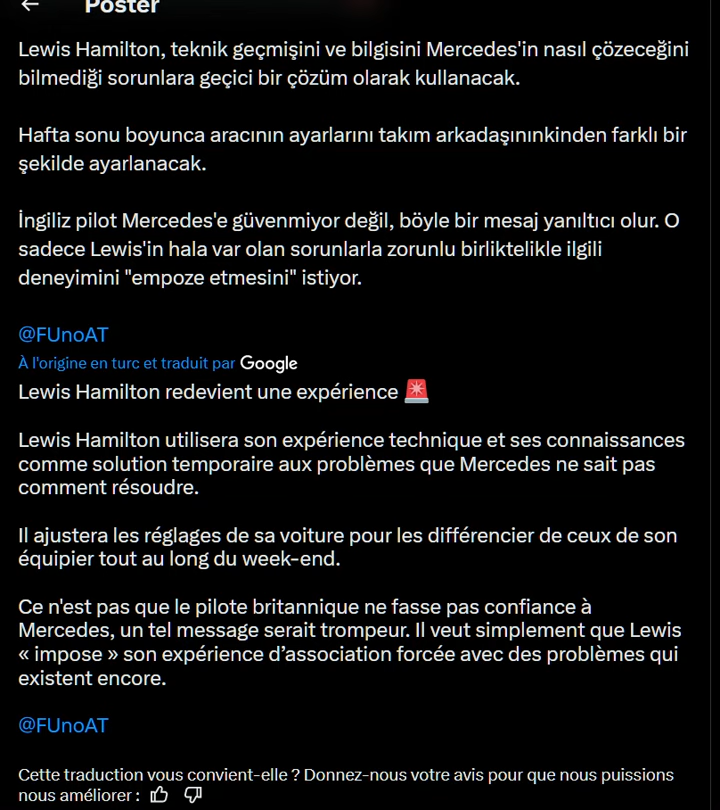 Poster
Lewis Hamilton, teknik geçmişini ve bilgisini Mercedes'in nasıl çözeceğini
bilmediği sorunlara geçici bir çözüm olarak kullanacak.
Hafta sonu boyunca aracının ayarlarını takım arkadaşınınkinden farklı bir
şekilde ayarlanacak.
İngiliz pilot Mercedes'e güvenmiyor değil, böyle bir mesaj yanıltıcı olur. O
sadece Lewis'in hala var olan sorunlarla zorunlu birliktelikle ilgili
deneyimini "empoze etmesini" istiyor.
@FUnoAT
À l'origine en turc et traduit par Google
Lewis Hamilton redevient une expérience 🚨
Lewis Hamilton utilisera son expérience technique et ses connaissances
comme solution temporaire aux problèmes que Mercedes ne sait pas
comment résoudre.
Il ajustera les réglages de sa voiture pour les différencier de ceux de son
équipier tout au long du week-end.
Ce n'est pas que le pilote britannique ne fasse pas confiance à
Mercedes, un tel message serait trompeur. Il veut simplement que Lewis
« impose » son expérience d’association forcée avec des problèmes qui
existent encore.
@FUnoAT
Cette traduction vous convient-elle ? Donnez-nous votre avis pour que nous puissions
nous améliorer :